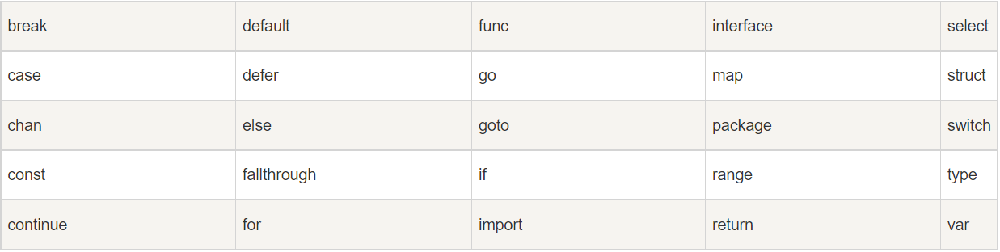 break default func interface select
case defer go map struct
chan else goto package switch
const fallthrough if range type
continue for import return var